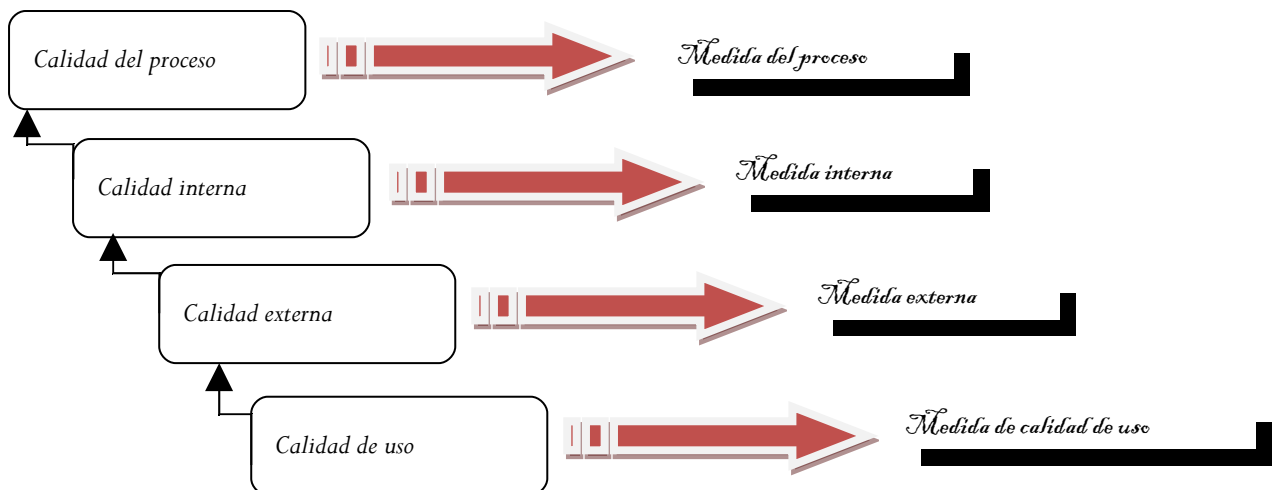 Calidad del proceso
Medida del proceso
Calidad interna
Medida interna
Calidad externa
Medida externa
Calidad de uso
Medida de calidad de uso